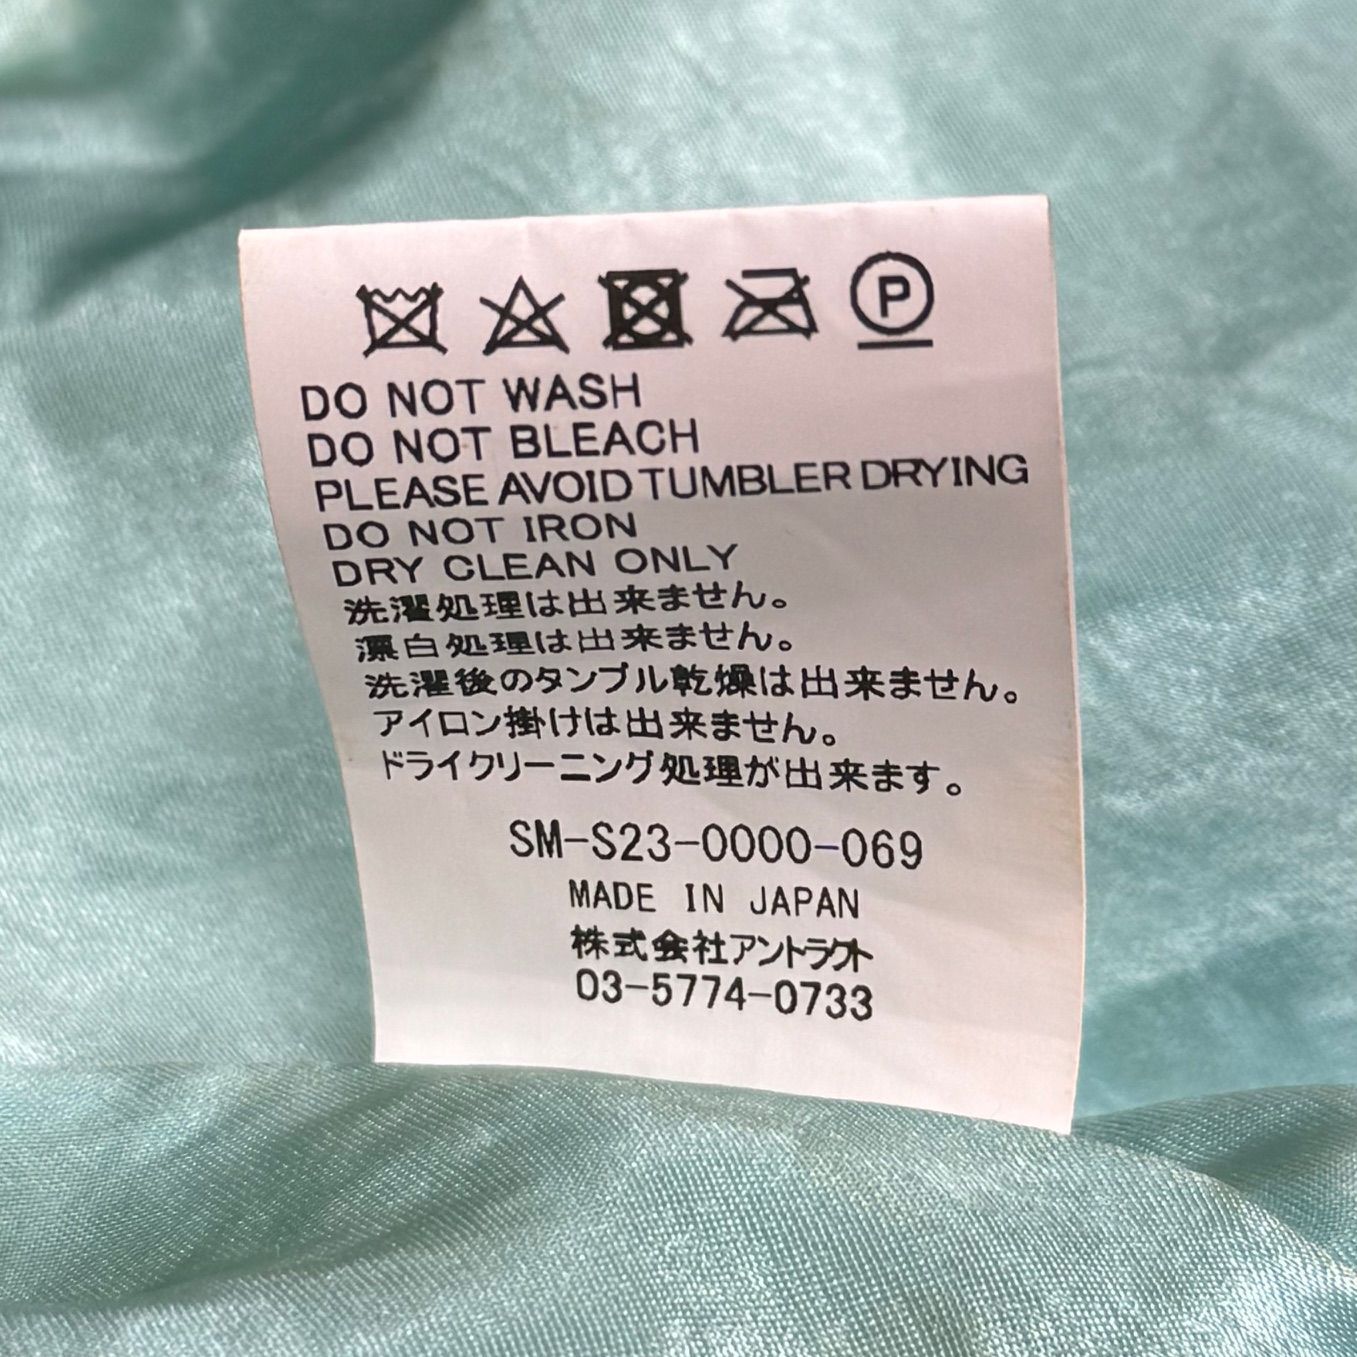 P
DO NOT WASH
DO NOT BLEACH
PLEASE AVOID TUMBLER DRYING
DO NOT IRON
DRY CLEAN ONLY
洗濯処理は出来ません。
漂白処理は出来ません。
洗濯後のタンブル乾燥は出来ません。
アイロン掛けは出来ません。
ドライクリーニング処理が出来ます。
SM-S23-0000-069
MADE IN JAPAN
株式会社アントラクト
03-5774-0733